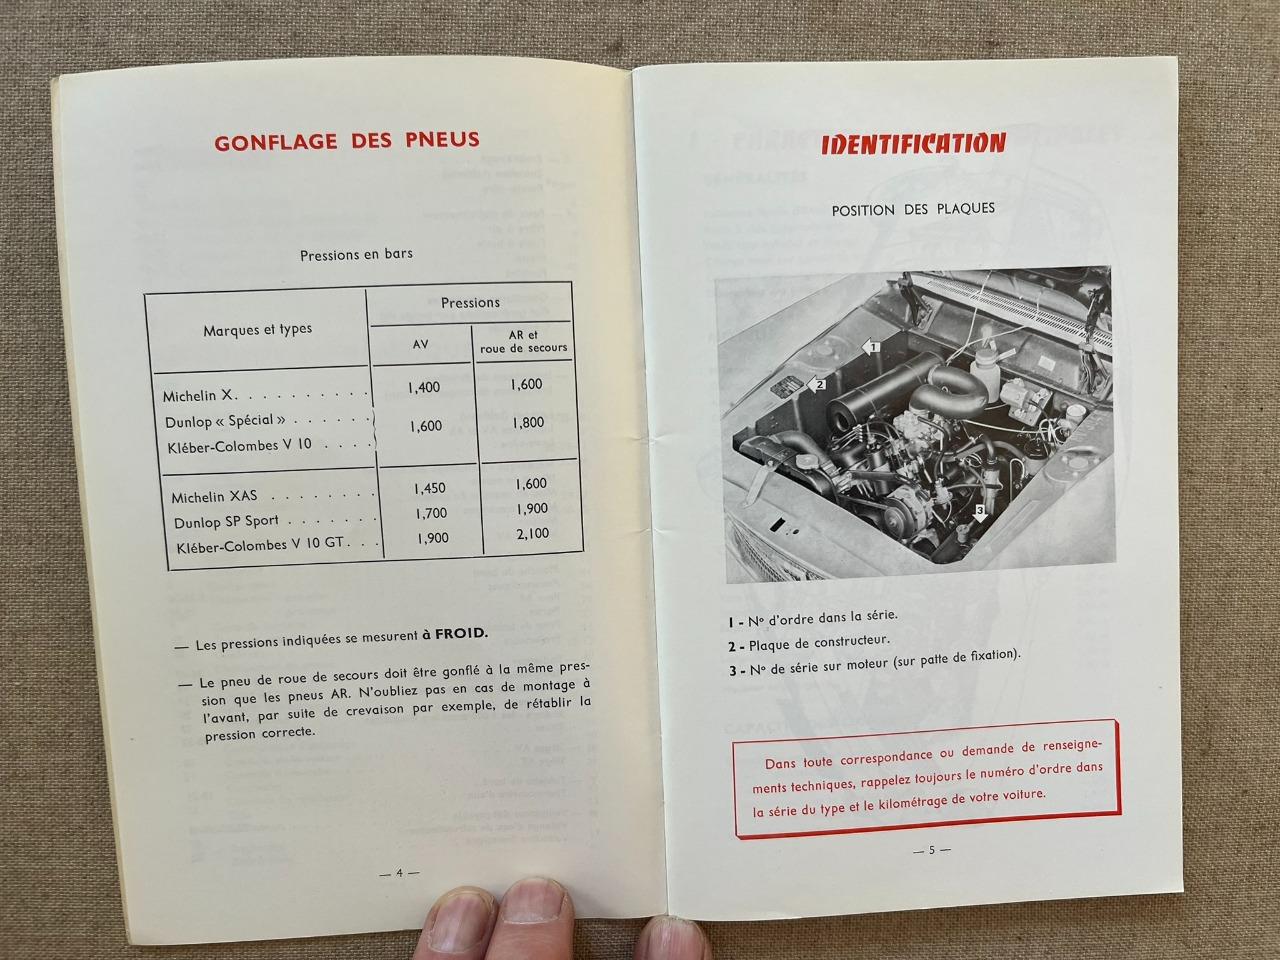 GONFLAGE DES PNEUS
Pressions en bars
Marques et types
Pressions
AV
AR et
roue de secours
Michelin X. . . . . . . . . . 1,400 1,600
Dunlop « Spécial » . . . . . .
Kléber-Colombes V 10 . . . .
1,600 1,800
Michelin XAS . . . . . . . . 1,450 1,600
Dunlop SP Sport . . . . . . . 1,700 1,900
Kléber-Colombes V 10 GT. . . 1,900 2,100
— Les pressions indiquées se mesurent à FROID.
— Le pneu de roue de secours doit être gonflé à la même pres-
sion que les pneus AR. N'oubliez pas en cas de montage à
l'avant, par suite de crevaison par exemple, de rétablir la
pression correcte.
— 4 —
IDENTIFICATION
POSITION DES PLAQUES
1
2
3
1 - Nº d'ordre dans la série.
2 - Plaque de constructeur.
3 - Nº de série sur moteur (sur patte de fixation).
Dans toute correspondance ou demande de renseigne-
ments techniques, rappelez toujours le numéro d'ordre dans
la série du type et le kilométrage de votre voiture.
— 5 —